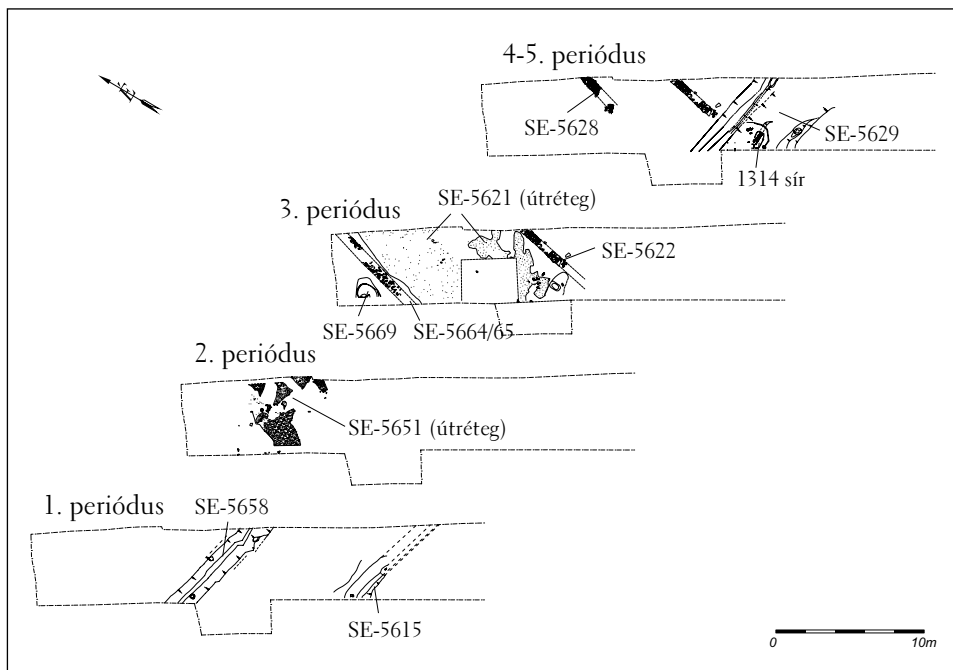 4-5. periódus
SE-5628
SE-5629
1314 sír
3. periódus
SE-5621 (útréteg)
SE-5622
SE-5669
SE-5664/65
2. periódus
SE-5651 (útréteg)
1. periódus
SE-5658
SE-5615
0
10m